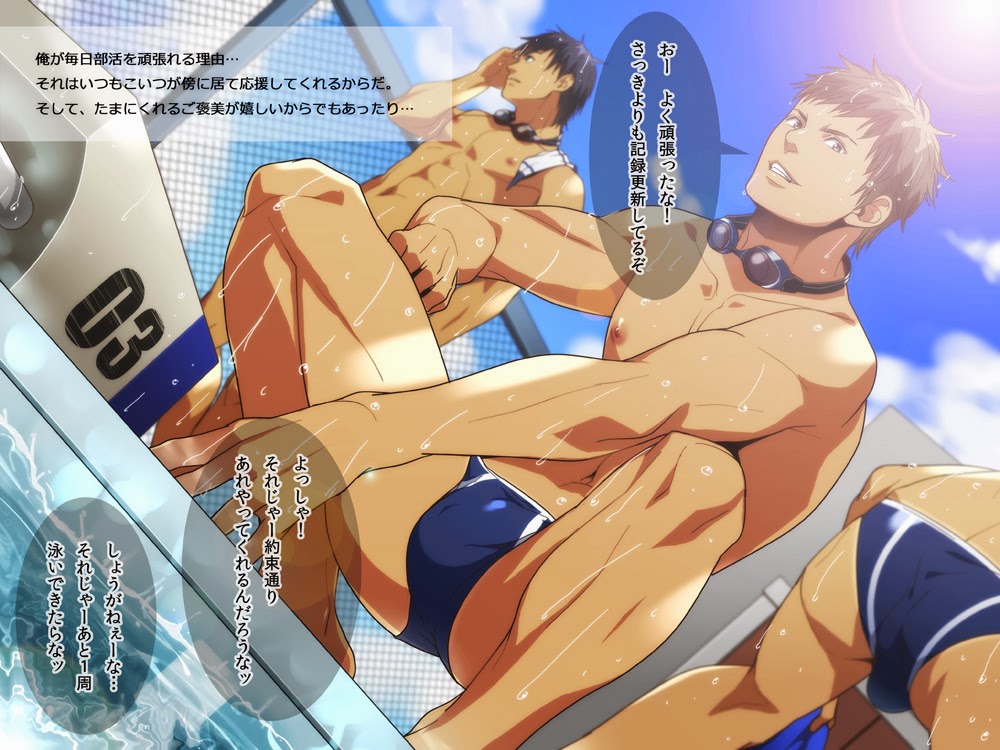 俺が毎日部活を頑張れる理由…
それはいつもこいつが傍に居て応援してくれるからだ。
そして、たまにくれるご褒美が嬉しいからでもあったり…
おー　よく頑張ったな！
さっきよりも記録更新してるぞ
よっしゃ！
それじゃー約束通り
あれやってくれるんだろうなッ
しょうがねぇーな…
それじゃーあと1周
泳いできたらなッ
03